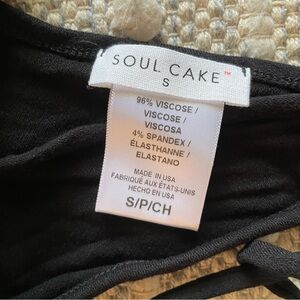 SOUL CAKE™
S
96% VISCOSE /
VISCOSE /
VISCOSA
4% SPANDEX /
ÉLASTHANNE /
ELASTANO
MADE IN USA
FABRIQUÉ AUX ÉTATS-UNIS
HECHO EN USA
S/P/CH